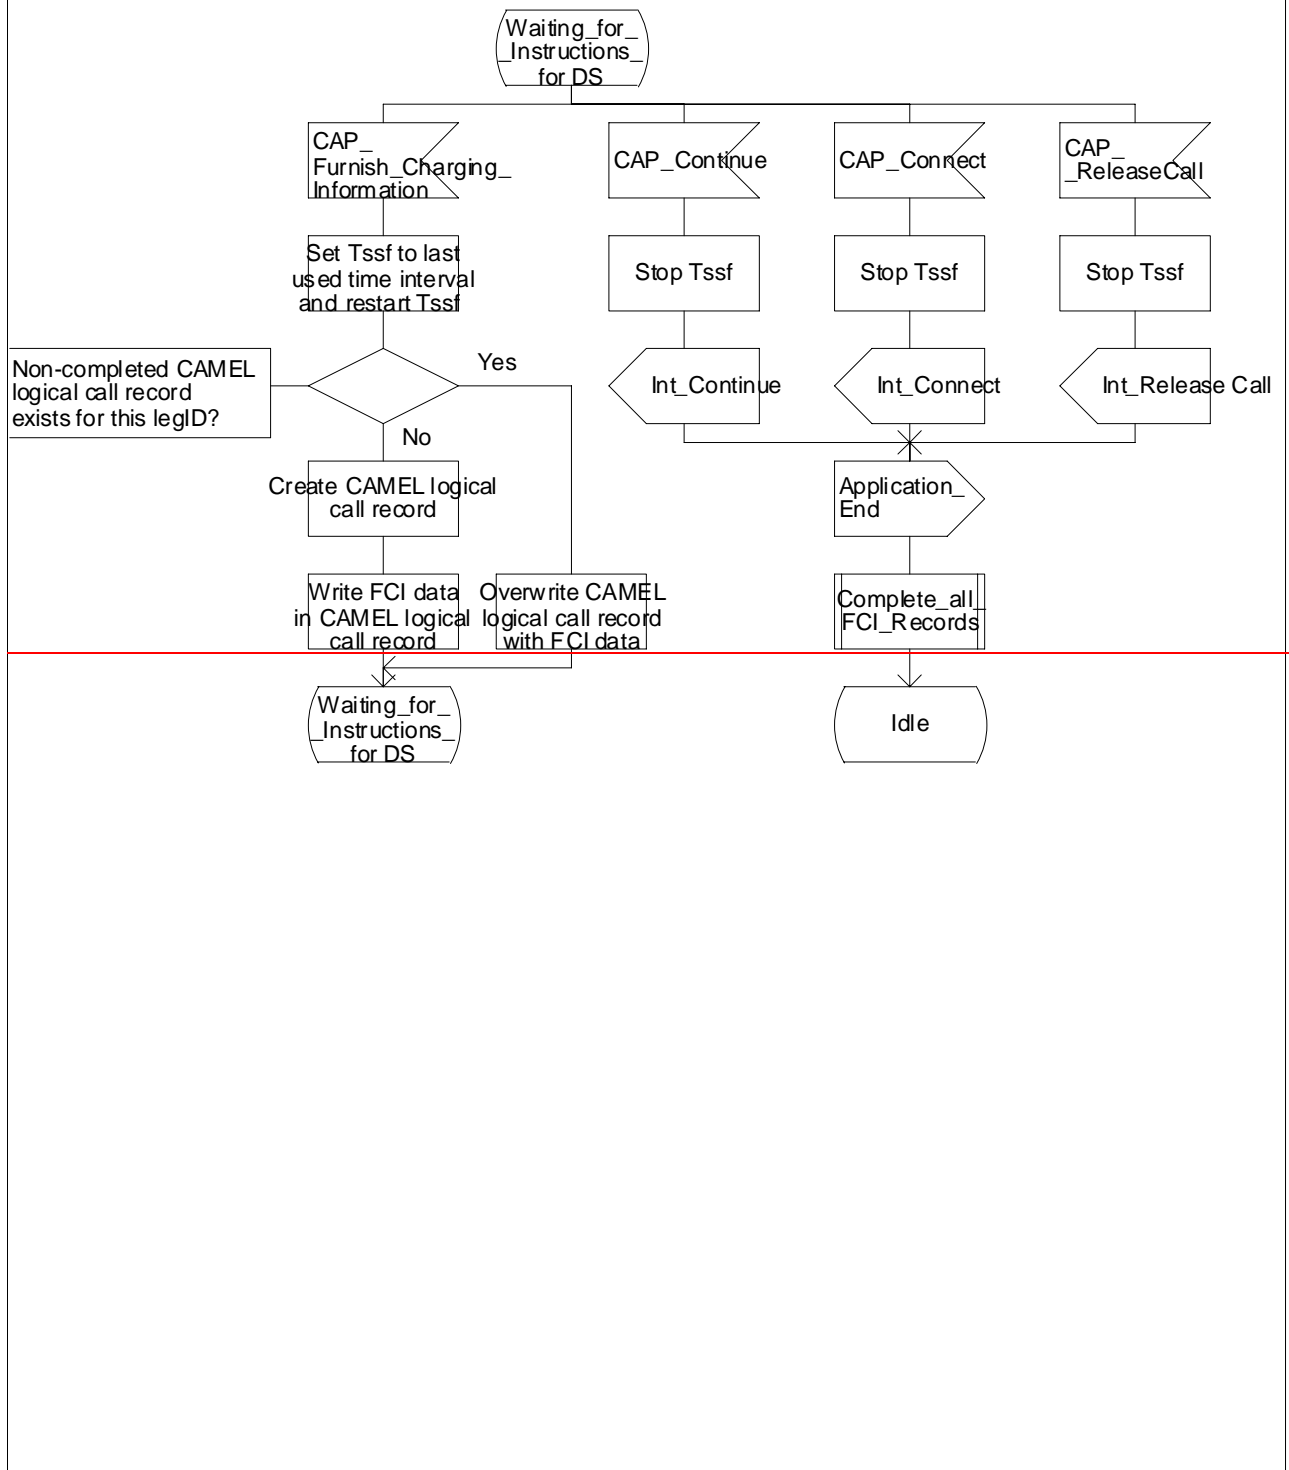 Waiting_for_
_Instructions_
for DS
CAP_
Furnish_Charging_
Information
CAP_Continue
CAP_Connect
CAP_
_ReleaseCall
Set Tssf to last
used time interval
and restart Tssf
Stop Tssf
Stop Tssf
Stop Tssf
Non-completed CAMEL
logical call record
exists for this legID?
Yes
No
Int_Continue
Int_Connect
Int_Release Call
Create CAMEL logical
call record
Application_
End
Write FCI data
in CAMEL logical
call record
Overwrite CAMEL
logical call record
with FCI data
Complete_all_
FCI_Records
Waiting_for_
_Instructions_
for DS
Idle